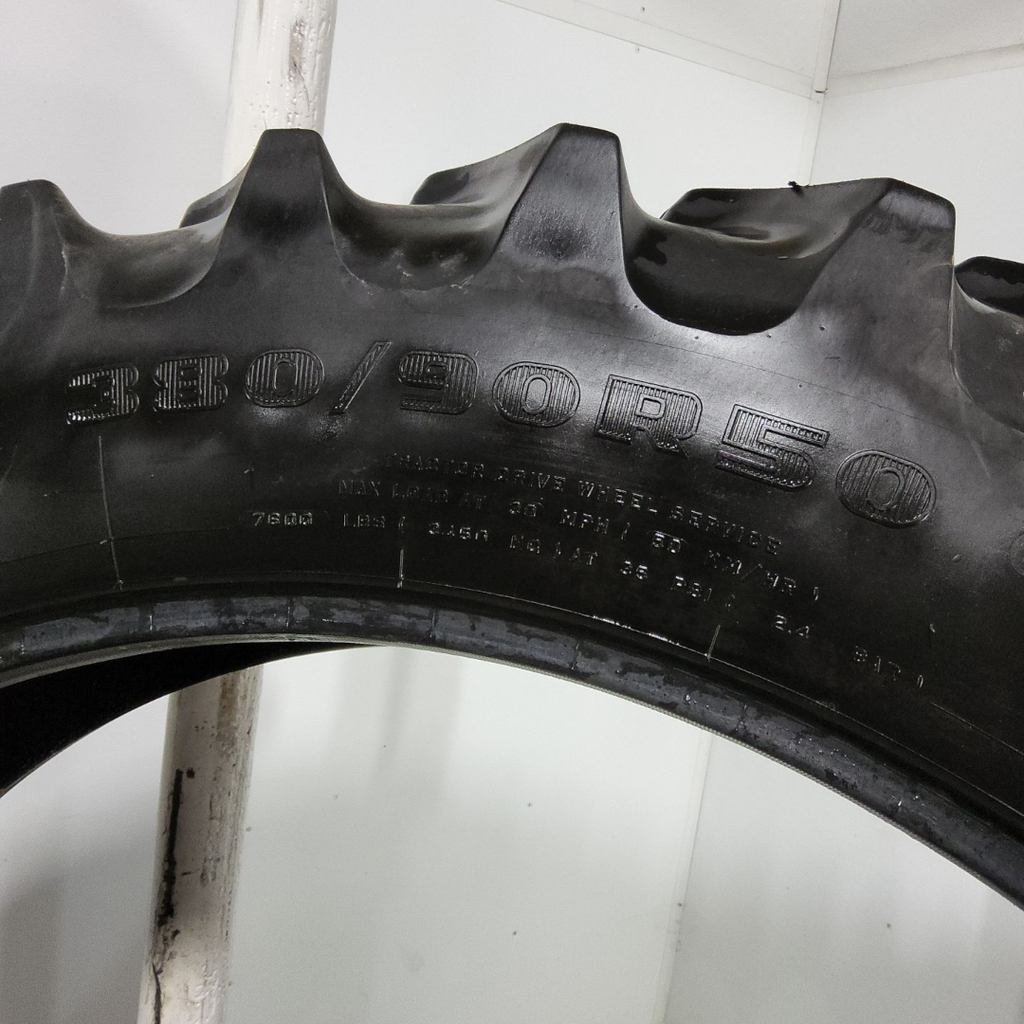 380/90R50
TRACTOR DRIVE WHEEL SERVICE
MAX LOAD AT 30 MPH ( 50 KM/HR )
7600 LBS ( 3450 KG ) AT 35 PSI ( 2.4 BAR )